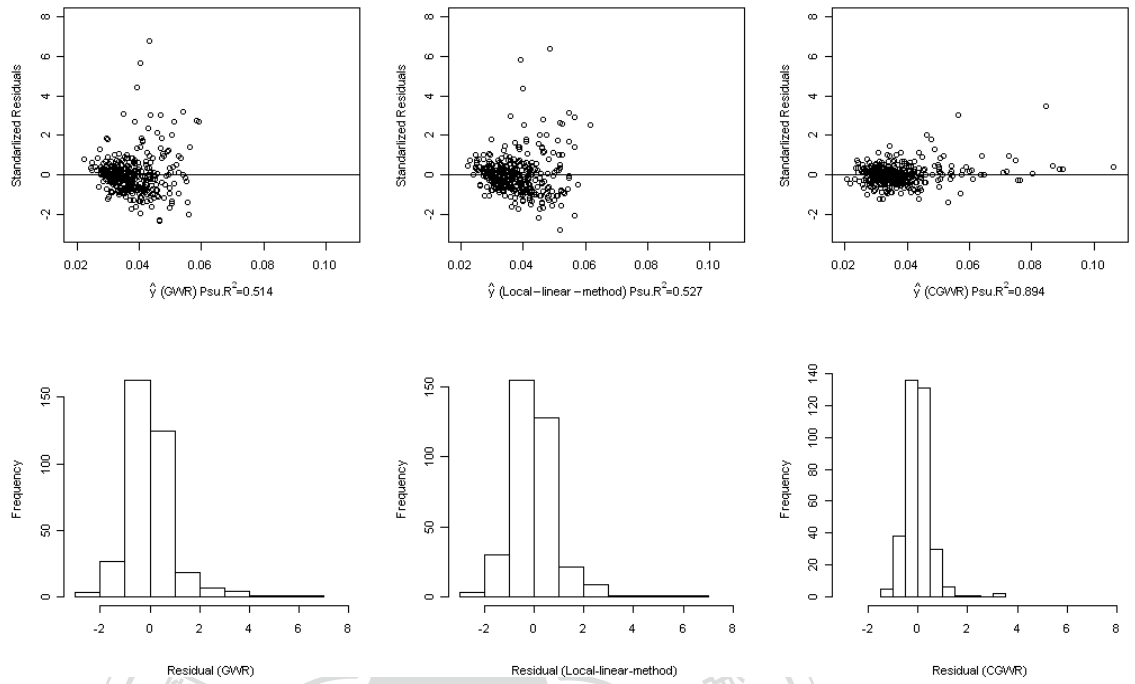 Standarlized Residuals
8
6
4
2
0
-2
0.02 0.04 0.06 0.08 0.10
ŷ (GWR) Psu.R²=0.514
Standarlized Residuals
8
6
4
2
0
-2
0.02 0.04 0.06 0.08 0.10
ŷ (Local-linear-method) Psu.R²=0.527
Standarlized Residuals
8
6
4
2
0
-2
0.02 0.04 0.06 0.08 0.10
ŷ (CGWR) Psu.R²=0.894
Frequency
150
100
50
0
-2 0 2 4 6 8
Residual (GWR)
Frequency
150
100
50
0
-2 0 2 4 6 8
Residual (Local-linear-method)
Frequency
140
120
100
80
60
40
20
0
-2 0 2 4 6 8
Residual (CGWR)